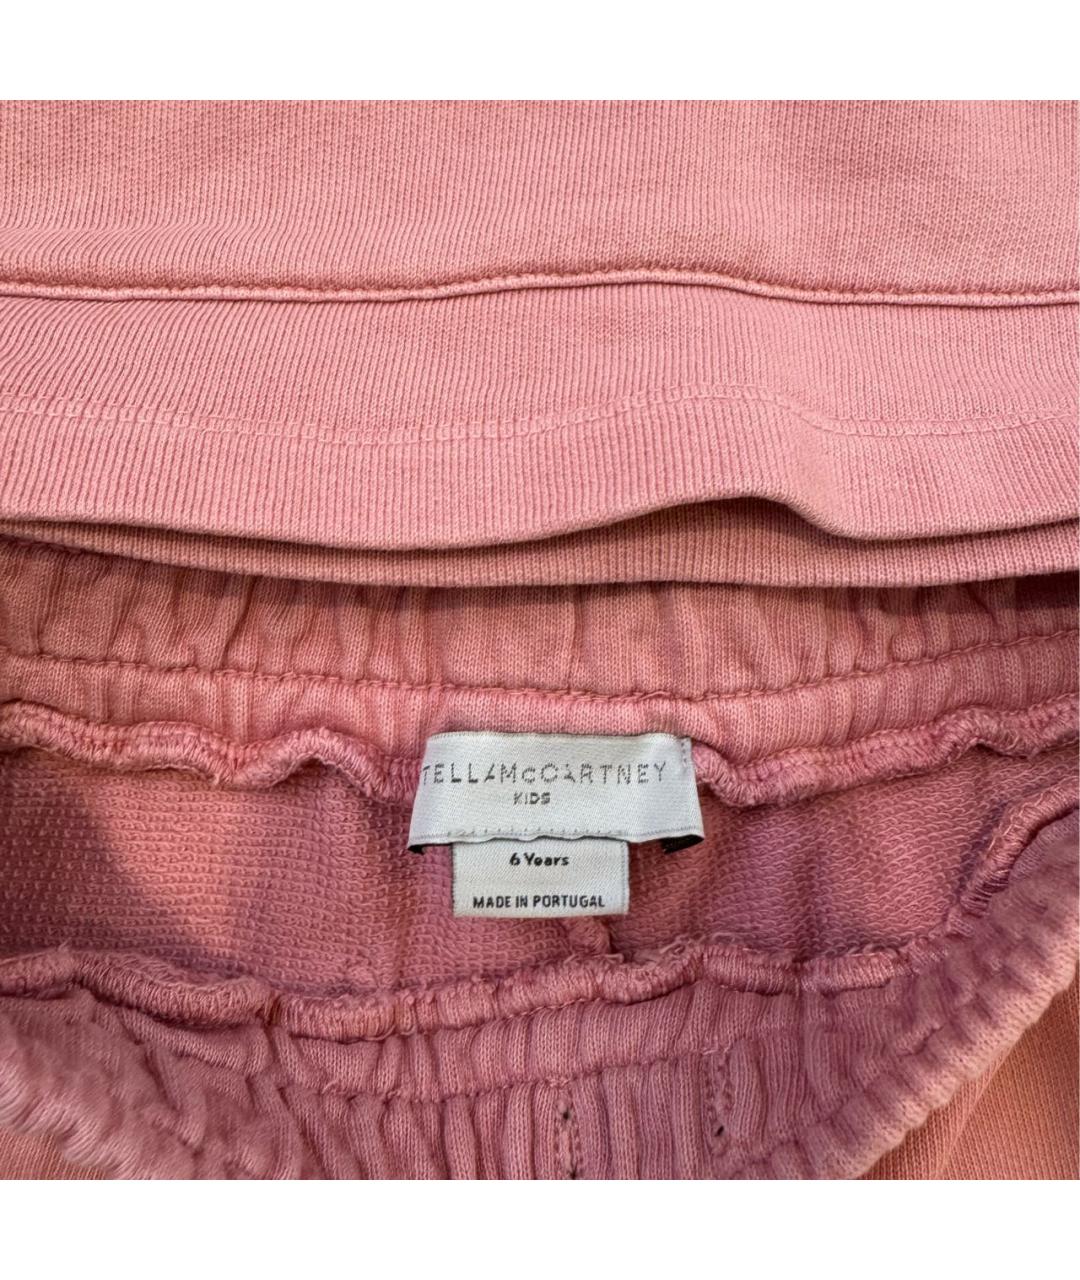 TELLAMcCARTNEY
KIDS
6 Years
MADE IN PORTUGAL